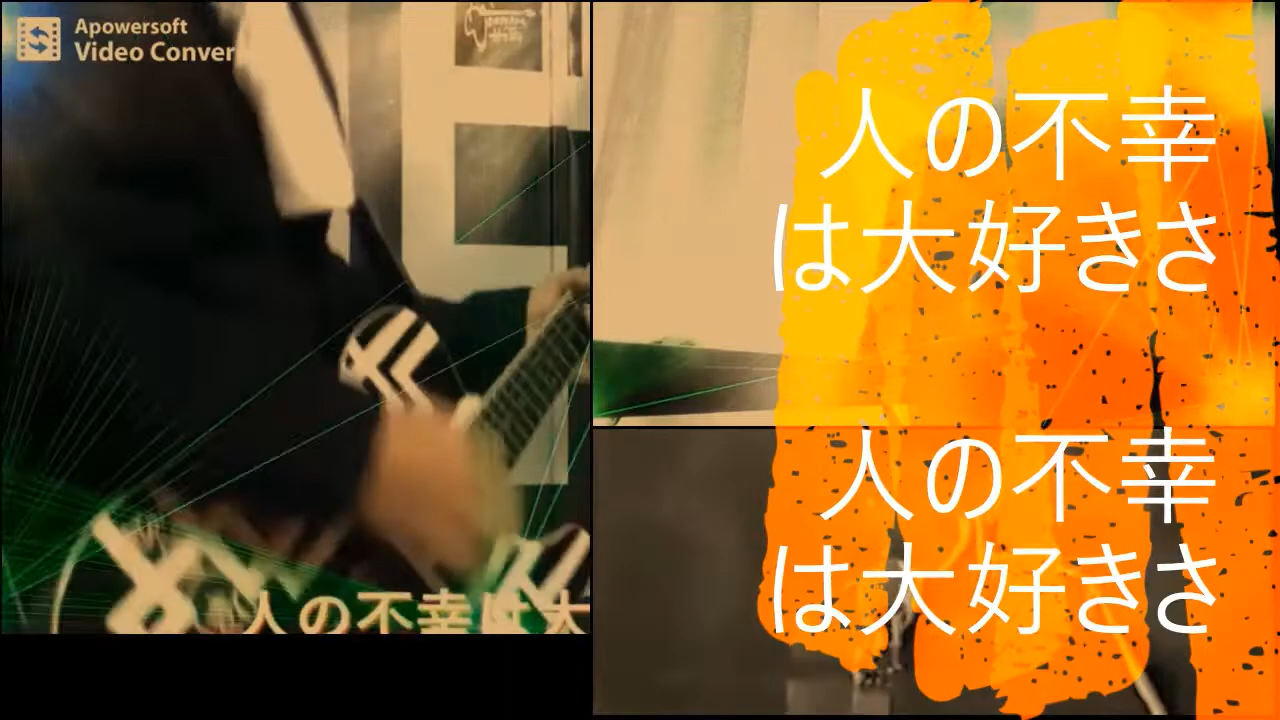 Apowersoft
Video Conver
人の不幸
は大好きさ
人の不幸
は大好きさ
人の不幸は大